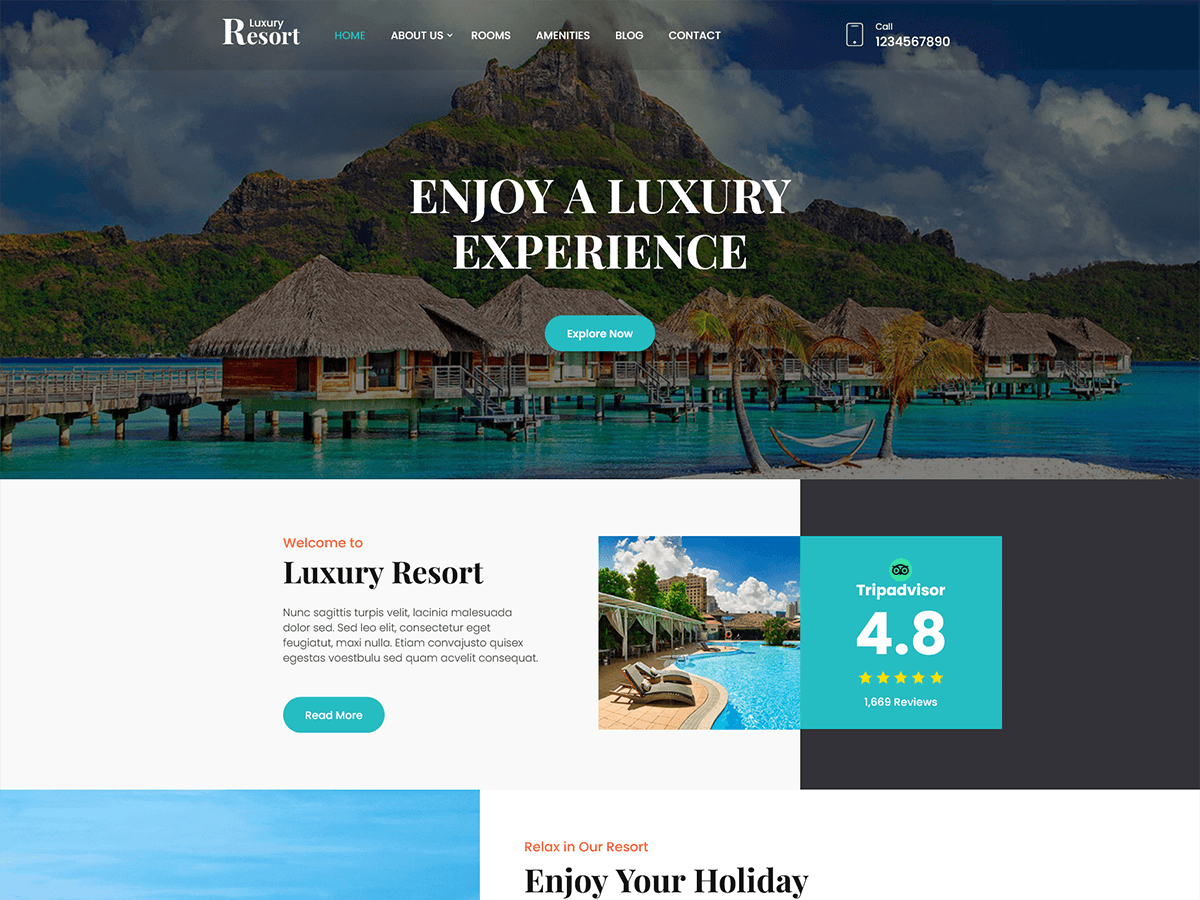 Luxury
Resort
HOME
ABOUT US
ROOMS
AMENITIES
BLOG
CONTACT
Call
1234567890
ENJOY A LUXURY
EXPERIENCE
Explore Now
Welcome to
Luxury Resort
Nunc sagittis turpis velit, lacinia malesuada
dolor sed. Sed leo elit, consectetur eget
feugiatut, maxi nulla. Etiam convajusto quisex
egestas voestbulu sed quam acvelit consequat.
Read More
Tripadvisor
4.8
1,669 Reviews
Relax in Our Resort
Enjoy Your Holiday